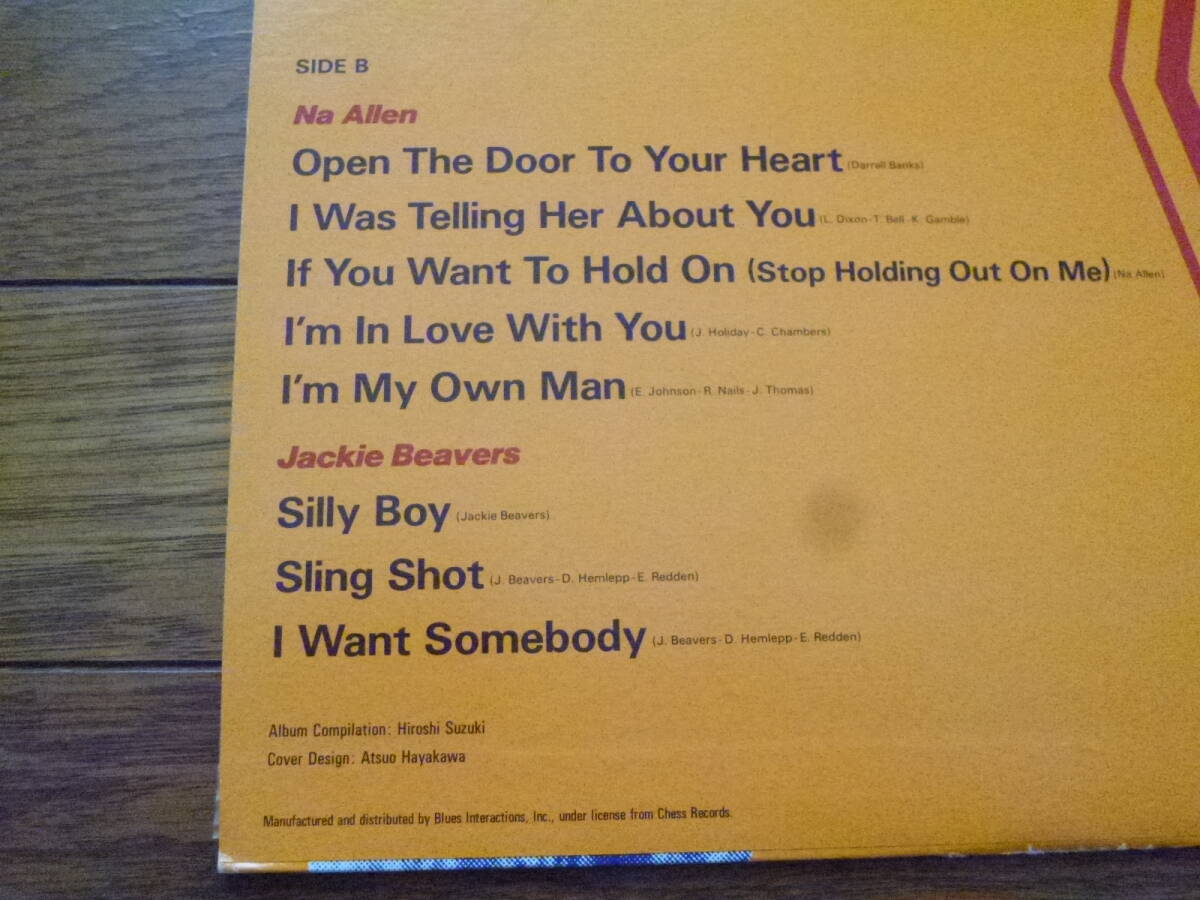 SIDE B
Na Allen
Open The Door To Your Heart (Darrell Banks)
I Was Telling Her About You (L. Dixon-T. Bell-K. Gamble)
If You Want To Hold On (Stop Holding Out On Me) (Na Allen)
I'm In Love With You (J. Holiday-C. Chambers)
I'm My Own Man (E. Johnson-R. Nails-J. Thomas)
Jackie Beavers
Silly Boy (Jackie Beavers)
Sling Shot (J. Beavers-D. Hemlepp-E. Redden)
I Want Somebody (J. Beavers-D. Hemlepp-E. Redden)
Album Compilation: Hiroshi Suzuki
Cover Design: Atsuo Hayakawa
Manufactured and distributed by Blues Interactions, Inc., under license from Chess Records.